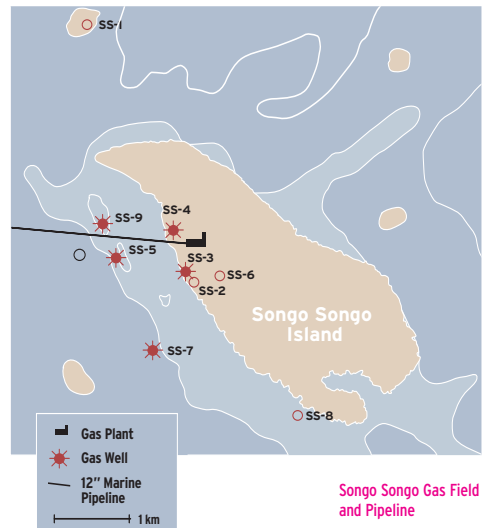 SS-1
SS-9
SS-4
SS-5
SS-3
SS-6
SS-2
Songo Songo
Island
SS-7
SS-8
Gas Plant
Gas Well
12" Marine
Pipeline
1 km
Songo Songo Gas Field
and Pipeline